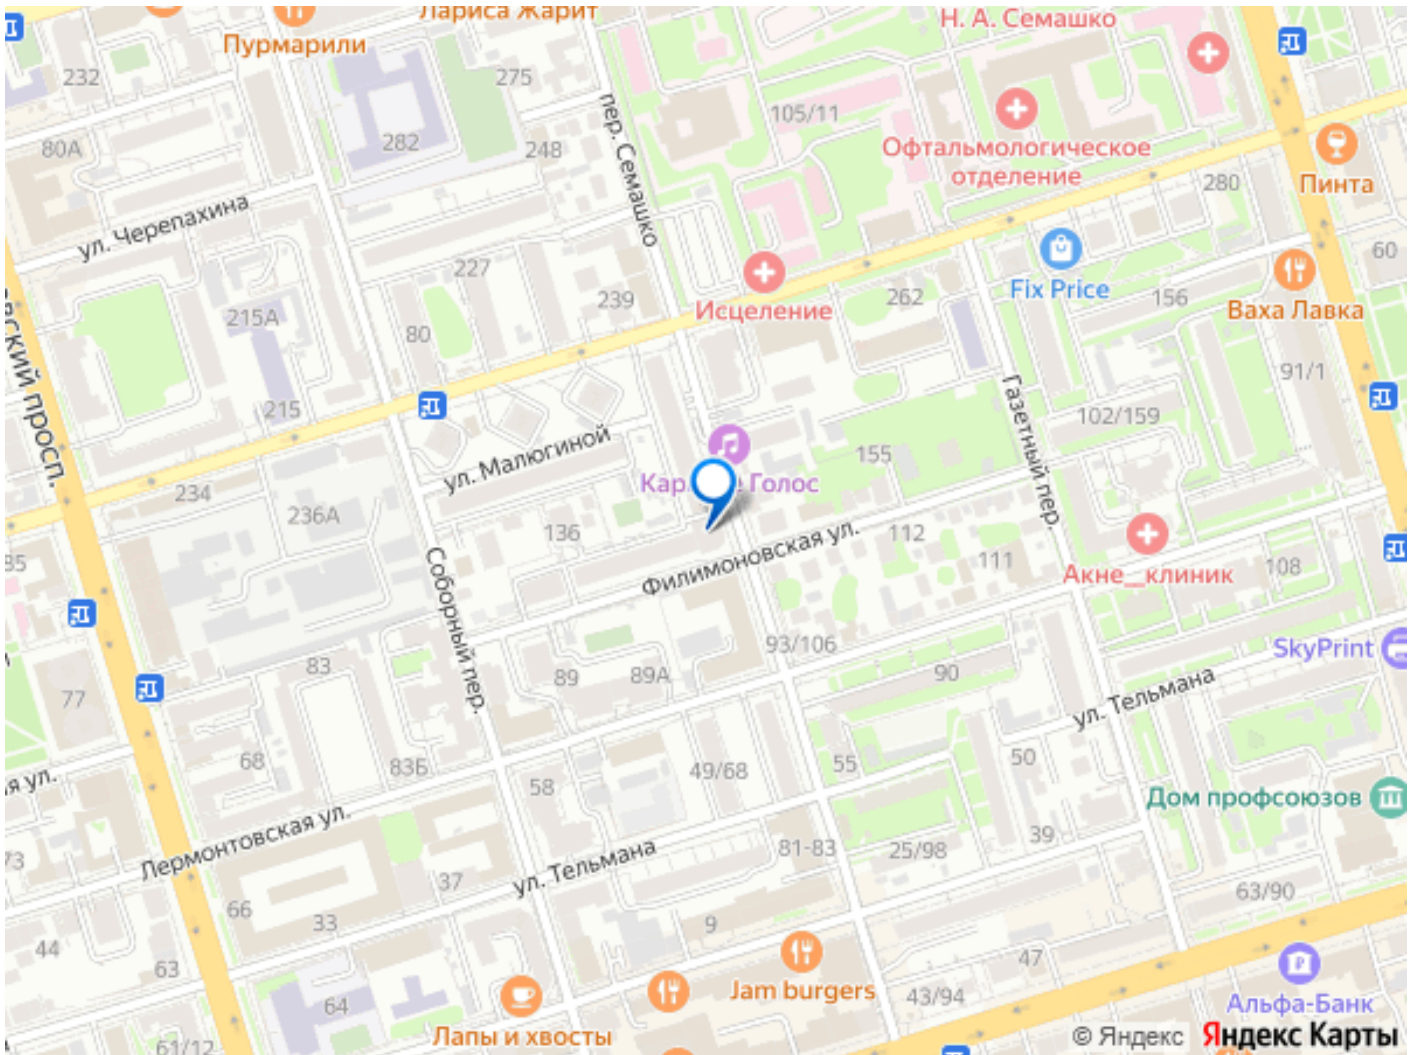 Лариса Жарит
Н. А. Семашко
Пурмарили
232
275
105/11
282
248
80А
пер. Семашко
Офтальмологическое
отделение
Пинта
280
ул. Черепахина
60
227
239
262
Исцеление
Fix Price
156
Ваха Лавка
215А
80
91/1
215
Газетный пер.
102/159
ул. Малюгиной
155
Голос
234
236А
136
112
Филимоновская ул.
111
Акне_клиник
108
Соборный пер.
83
89
89А
93/106
90
SkyPrint
77
ул. Тельмана
68
83Б
58
49/68
55
50
Дом профсоюзов
Лермонтовская ул.
ул. Тельмана
81-83
25/98
39
37
66
33
9
63/90
44
63
47
64
Jam burgers
43/94
Альфа-Банк
Лапы и хвосты
61/12
© Яндекс Яндекс Карты